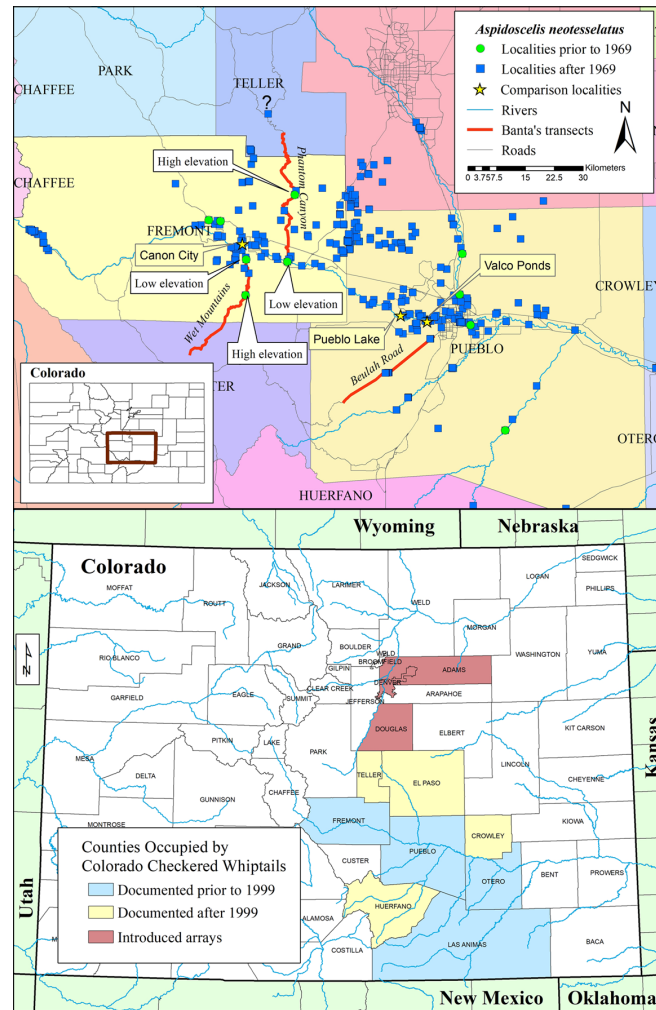 Aspidoscelis neotesselatus
Localities prior to 1969
Localities after 1969
Comparison localities
Rivers
Banta's transects
Roads
N
Kilometers
0 3.75 7.5 15 22.5 30
PARK
CHAFFEE
TELLER
?
High elevation
Phantom Canyon
CHAFFEE
FREMONT
Canon City
Low elevation
Low elevation
Valco Ponds
CROWLEY
Wet Mountains
High elevation
Pueblo Lake
Beulah Road
PUEBLO
TER
Colorado
OTERO
HUERFANO
Wyoming
Nebraska
Colorado
SEDGWICK
LOGAN
PHILLIPS
MOFFAT
JACKSON
LARIMER
ROUTT
WELD
MORGAN
N
GRAND
BOULDER
WASHINGTON
YUMA
RIO BLANCO
WELD
BROOMFIELD
GILPIN
ADAMS
DENVER
CLEAR CREEK
ARAPAHOE
GARFIELD
EAGLE
SUMMIT
JEFFERSON
DOUGLAS
ELBERT
KIT CARSON
Kansas
PITKIN
LAKE
PARK
MESA
LINCOLN
DELTA
TELLER
EL PASO
CHEYENNE
CHAFFEE
GUNNISON
FREMONT
CROWLEY
KIOWA
MONTROSE
PUEBLO
Counties Occupied by
Colorado Checkered Whiptails
Documented prior to 1999
Documented after 1999
Introduced arrays
CUSTER
OTERO
BENT
PROWERS
Utah
HUERFANO
ALAMOSA
LAS ANIMAS
BACA
COSTILLA
M
New Mexico
Oklahoma